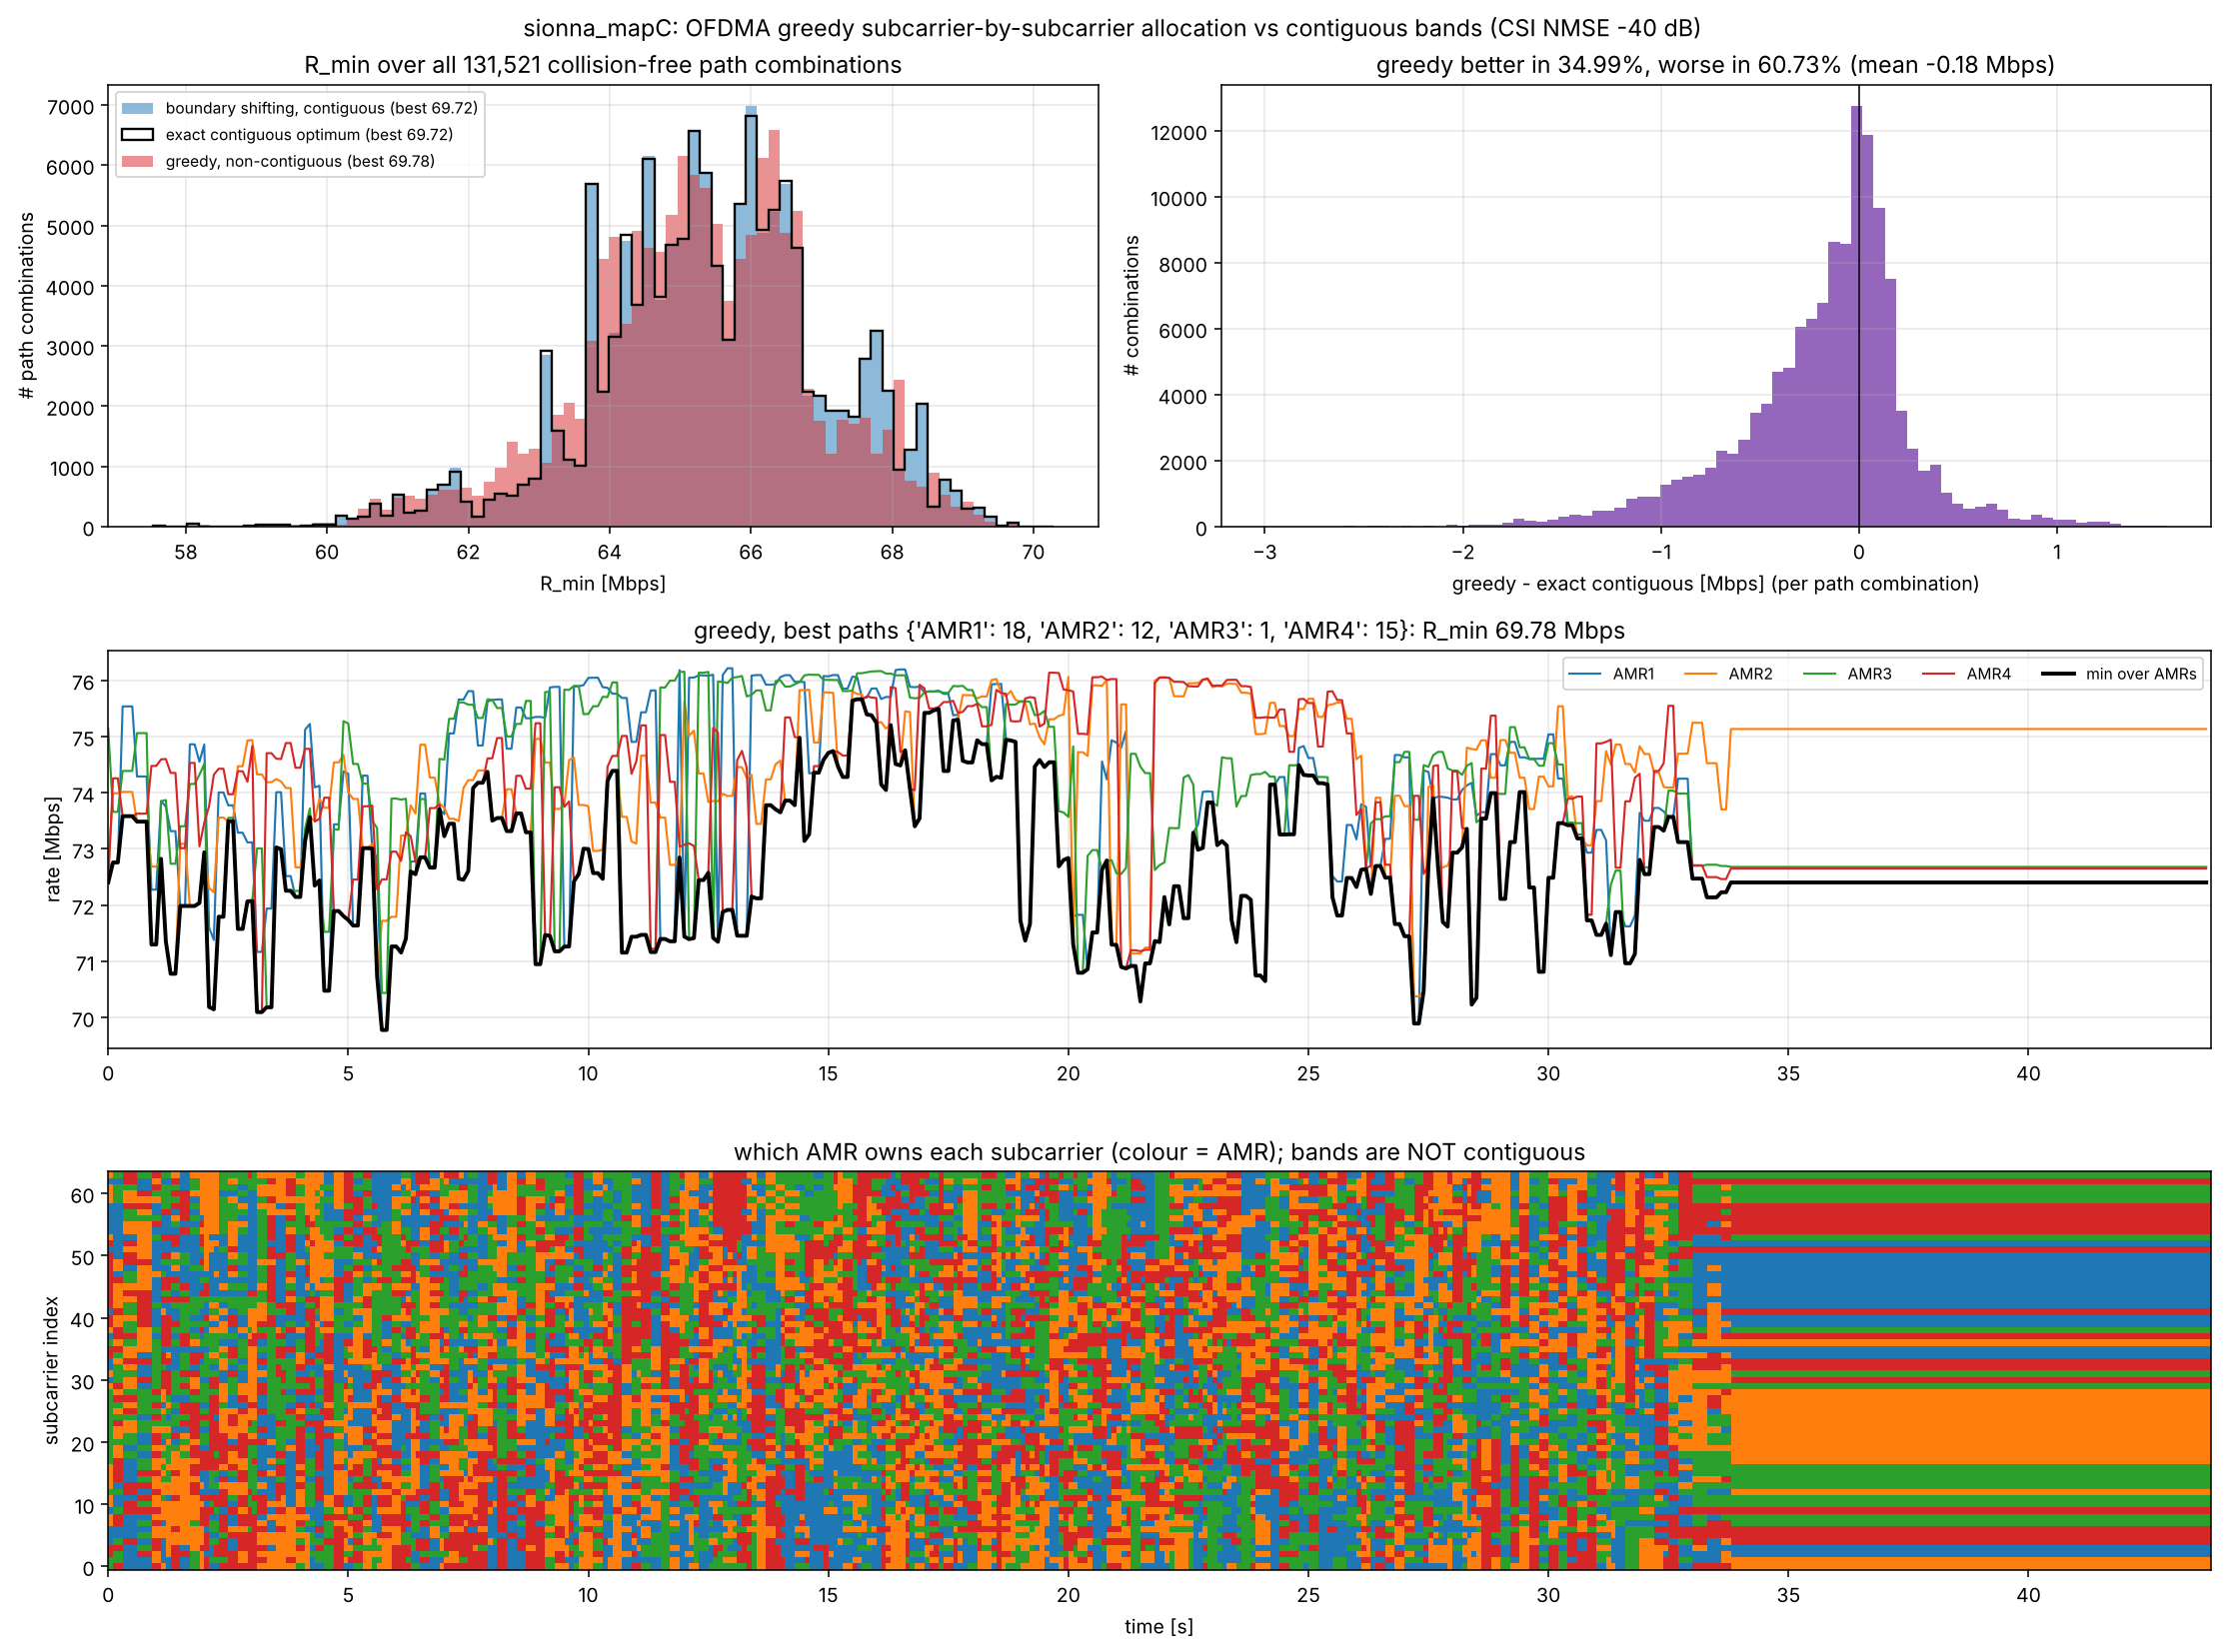 sionna_mapC: OFDMA greedy subcarrier-by-subcarrier allocation vs contiguous bands (CSI NMSE -40 dB)
R_min over all 131,521 collision-free path combinations
boundary shifting, contiguous (best 69.72)
exact contiguous optimum (best 69.72)
greedy, non-contiguous (best 69.78)
# path combinations
7000
6000
5000
4000
3000
2000
1000
0
58 60 62 64 66 68 70
R_min [Mbps]
greedy better in 34.99%, worse in 60.73% (mean -0.18 Mbps)
# combinations
12000
10000
8000
6000
4000
2000
0
−3 −2 −1 0 1
greedy - exact contiguous [Mbps] (per path combination)
greedy, best paths {'AMR1': 18, 'AMR2': 12, 'AMR3': 1, 'AMR4': 15}: R_min 69.78 Mbps
AMR1 AMR2 AMR3 AMR4 min over AMRs
rate [Mbps]
76
75
74
73
72
71
70
0 5 10 15 20 25 30 35 40
which AMR owns each subcarrier (colour = AMR); bands are NOT contiguous
subcarrier index
60
50
40
30
20
10
0
0 5 10 15 20 25 30 35 40
time [s]